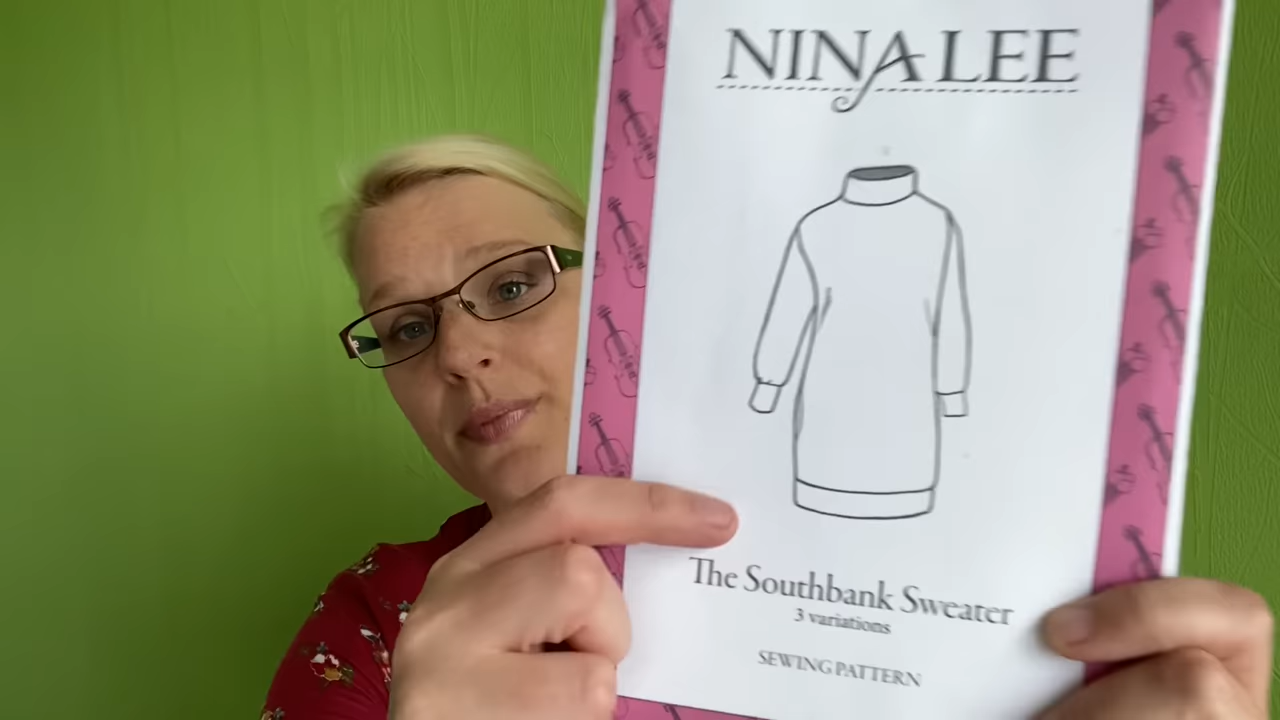 NINA LEE
The Southbank Sweater
3 variations
SEWING PATTERN